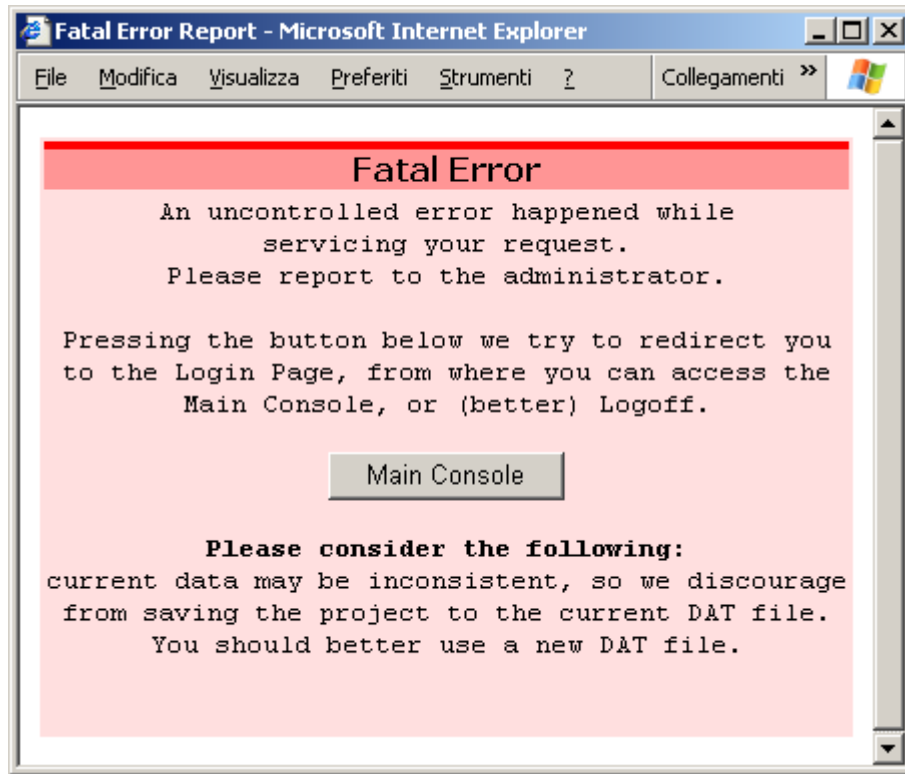 Fatal Error Report - Microsoft Internet Explorer
File Modifica Visualizza Preferiti Strumenti ? Collegamenti »
Fatal Error
An uncontrolled error happened while
servicing your request.
Please report to the administrator.
Pressing the button below we try to redirect you
to the Login Page, from where you can access the
Main Console, or (better) Logoff.
Main Console
Please consider the following:
current data may be inconsistent, so we discourage
from saving the project to the current DAT file.
You should better use a new DAT file.